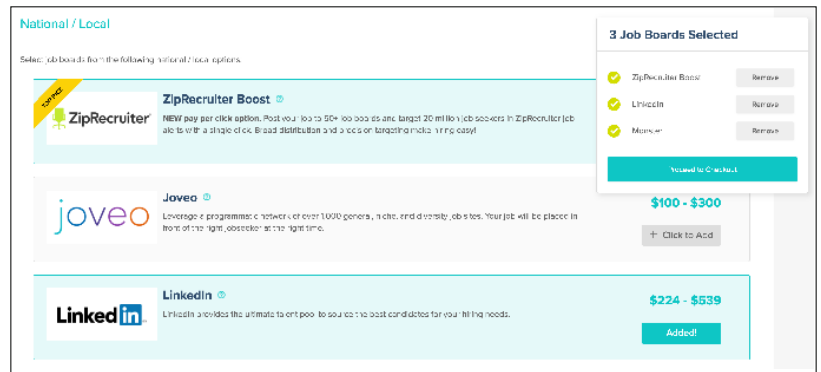 National / Local
Select job boards from the following national / local options.
TOP PICK
ZipRecruiter
ZipRecruiter Boost
NEW pay per click option. Post your job to 50+ job boards and target 20 million job seekers in ZipRecruiter job
alerts with a single click. Broad distribution and precision targeting make hiring easy!
3 Job Boards Selected
ZipRecruiter Boost Remove
LinkedIn Remove
Monster Remove
Proceed to Checkout
joveo
Joveo
Leverage a programmatic network of over 1000 general, niche, and diversity job sites. Your job will be placed in
front of the right jobseeker at the right time.
$100 - $300
+ Click to Add
Linked in
LinkedIn
LinkedIn provides the ultimate talent pool to source the best candidates for your hiring needs.
$224 - $539
Added!